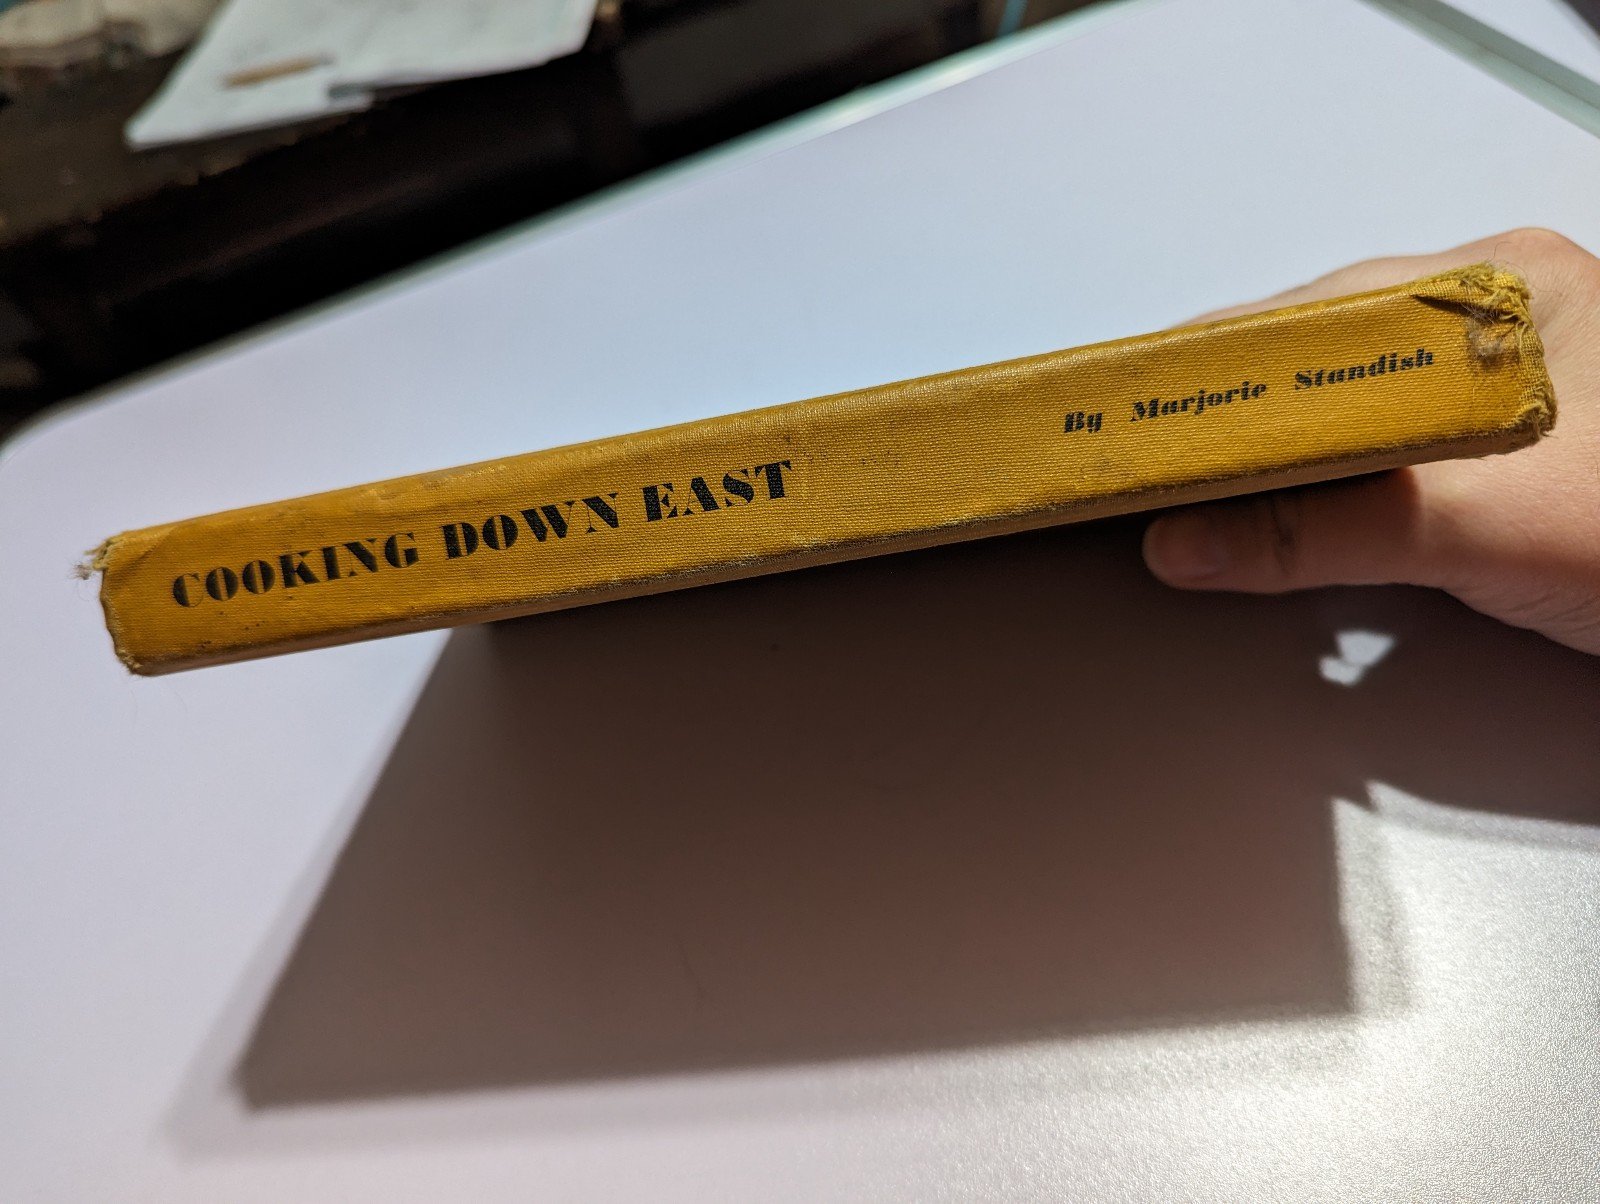 COOKING DOWN EAST
By Marjorie Standish